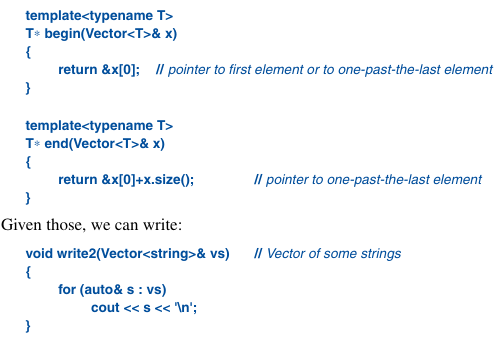 template<typename T>
T* begin(Vector<T>& x)
{
return &x[0]; // pointer to first element or to one-past-the-last element
}
template<typename T>
T* end(Vector<T>& x)
{
return &x[0]+x.size(); // pointer to one-past-the-last element
}
Given those, we can write:
void write2(Vector<string>& vs) // Vector of some strings
{
for (auto& s : vs)
cout << s << '\n';
}